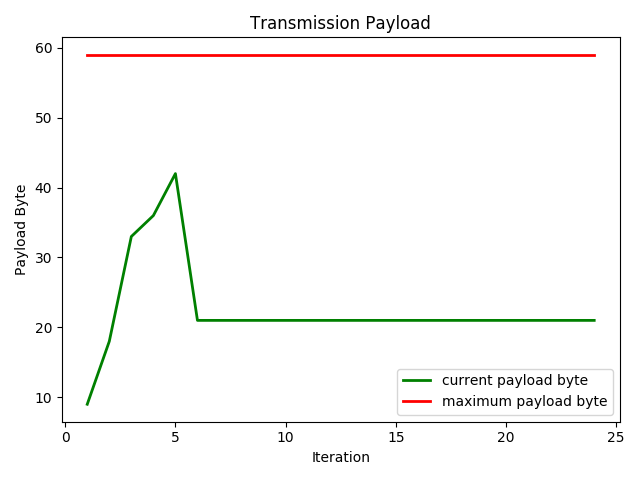 Transmission Payload
60
50
40
30
20
10
Payload Byte
0
5
10
15
20
25
Iteration
current payload byte
maximum payload byte